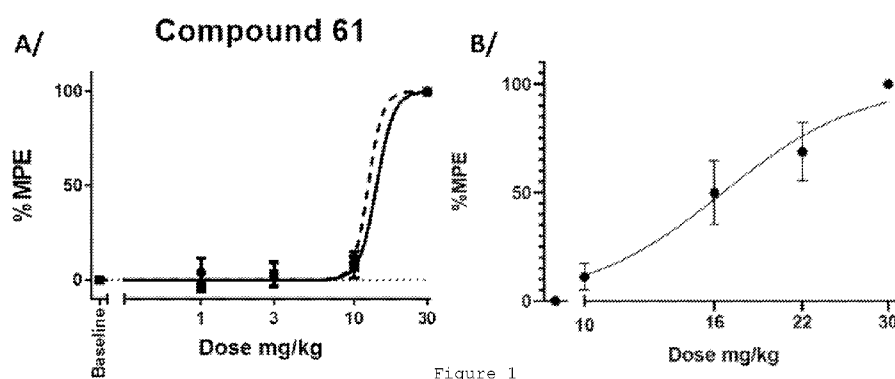 Compound 61
A/
% MPE
100
50
0
Baseline
1
3
10
30
Dose mg/kg
B/
%MPE
100
50
0
10
16
22
30
Dose mg/kg
Figure 1